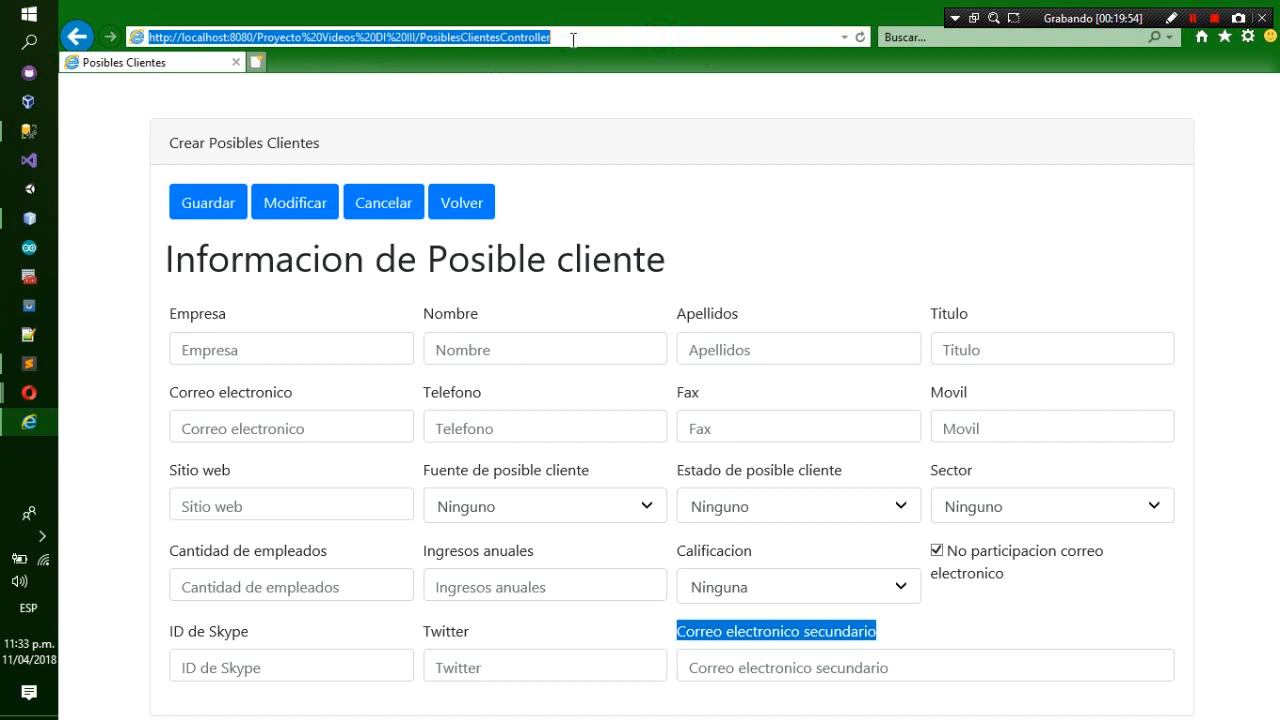 Grabando [00:19:54]
http://localhost:8080/Proyecto%20Videos%20DI%20III/PosiblesClientesController
Buscar...
Posibles Clientes
Crear Posibles Clientes
Guardar Modificar Cancelar Volver
Informacion de Posible cliente
Empresa Nombre Apellidos Titulo
Empresa Nombre Apellidos Titulo
Correo electronico Telefono Fax Movil
Correo electronico Telefono Fax Movil
Sitio web Fuente de posible cliente Estado de posible cliente Sector
Sitio web Ninguno Ninguno Ninguno
Cantidad de empleados Ingresos anuales Calificacion No participacion correo
electronico
Cantidad de empleados Ingresos anuales Ninguna
ID de Skype Twitter Correo electronico secundario
ID de Skype Twitter Correo electronico secundario
ESP
11:33 p.m.
11/04/2018